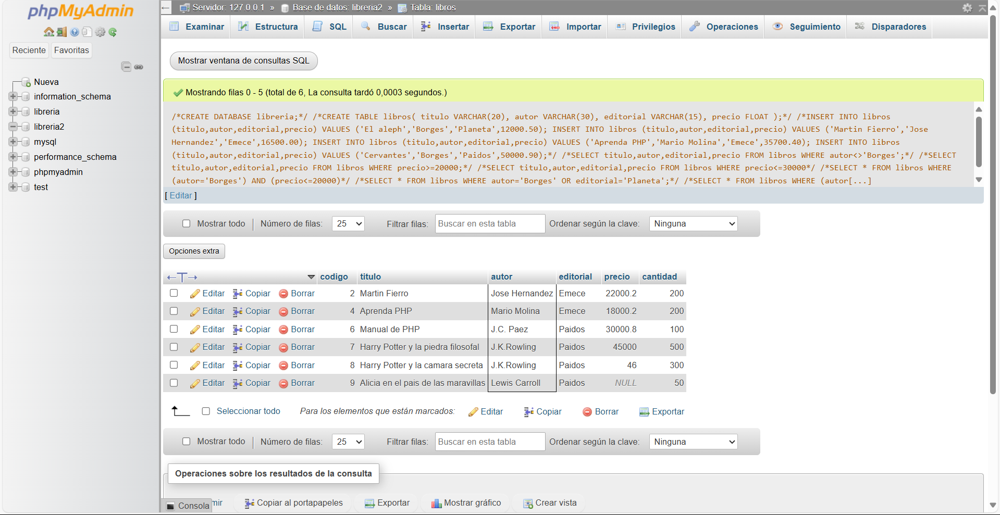 phpMyAdmin
Reciente Favoritas
Nueva
information_schema
libreria
libreria2
mysql
performance_schema
phpmyadmin
test
← Servidor: 127.0.0.1 » Base de datos: libreria2 » Tabla: libros
Examinar Estructura SQL Buscar Insertar Exportar Importar Privilegios Operaciones Seguimiento Disparadores
Mostrar ventana de consultas SQL
Mostrando filas 0 - 5 (total de 6, La consulta tardó 0,0003 segundos.)
/*CREATE DATABASE libreria;*/ /*CREATE TABLE libros( titulo VARCHAR(20), autor VARCHAR(30), editorial VARCHAR(15), precio FLOAT );*/ /*INSERT INTO libros
(titulo,autor,editorial,precio) VALUES ('El aleph','Borges','Planeta',12000.50); INSERT INTO libros (titulo,autor,editorial,precio) VALUES ('Martin Fierro','Jose
Hernandez','Emece',16500.00); INSERT INTO libros (titulo,autor,editorial,precio) VALUES ('Aprenda PHP','Mario Molina','Emece',35700.40); INSERT INTO libros
(titulo,autor,editorial,precio) VALUES ('Cervantes','Borges','Paidos',50000.90);*/ /*SELECT titulo,autor,editorial,precio FROM libros WHERE autor<>'Borges';*/ /*SELECT
titulo,autor,editorial,precio FROM libros WHERE precio>=20000;*/ /*SELECT titulo,autor,editorial,precio FROM libros WHERE precio<=30000*/ /*SELECT * FROM libros WHERE
(autor='Borges') AND (precio<=20000)*/ /*SELECT * FROM libros WHERE autor='Borges' OR editorial='Planeta';*/ /*SELECT * FROM libros WHERE (autor[...]
[ Editar ]
Mostrar todo | Número de filas: 25 Filtrar filas: Buscar en esta tabla Ordenar según la clave: Ninguna
Opciones extra
←T→ codigo titulo autor editorial precio cantidad
Editar Copiar Borrar 2 Martin Fierro Jose Hernandez Emece 22000.2 200
Editar Copiar Borrar 4 Aprenda PHP Mario Molina Emece 18000.2 200
Editar Copiar Borrar 6 Manual de PHP J.C. Paez Paidos 30000.8 100
Editar Copiar Borrar 7 Harry Potter y la piedra filosofal J.K.Rowling Paidos 45000 500
Editar Copiar Borrar 8 Harry Potter y la camara secreta J.K.Rowling Paidos 46 300
Editar Copiar Borrar 9 Alicia en el pais de las maravillas Lewis Carroll Paidos NULL 50
Seleccionar todo Para los elementos que están marcados: Editar Copiar Borrar Exportar
Mostrar todo | Número de filas: 25 Filtrar filas: Buscar en esta tabla Ordenar según la clave: Ninguna
Operaciones sobre los resultados de la consulta
Consola mir Copiar al portapapeles Exportar Mostrar gráfico Crear vista